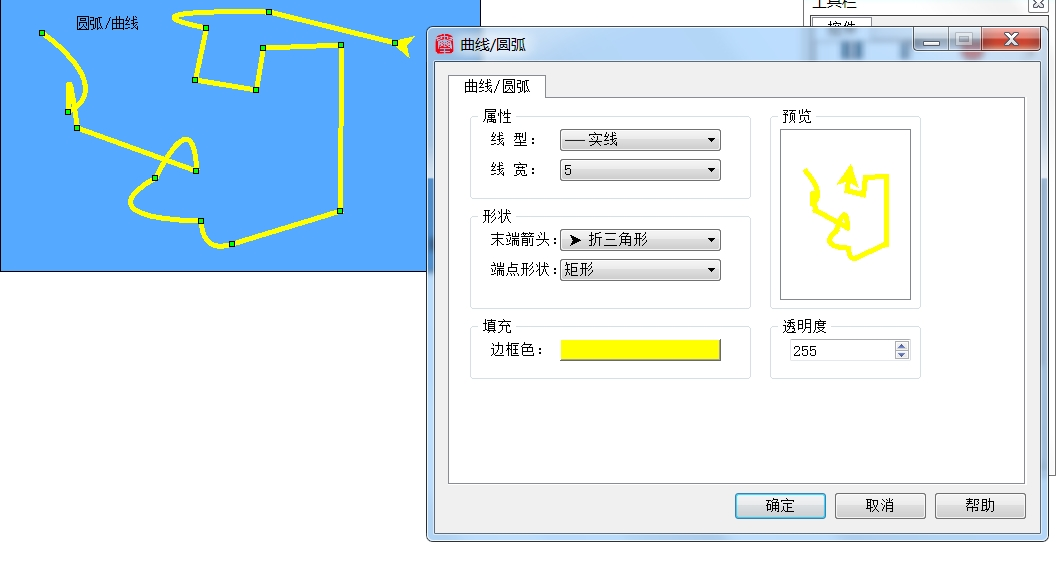 工具栏
控件
圆弧/曲线
曲线/圆弧
曲线/圆弧
属性
线 型：
实线
线 宽：
5
形状
末端箭头：
折三角形
端点形状：
矩形
填充
边框色：
预览
透明度
255
确定
取消
帮助